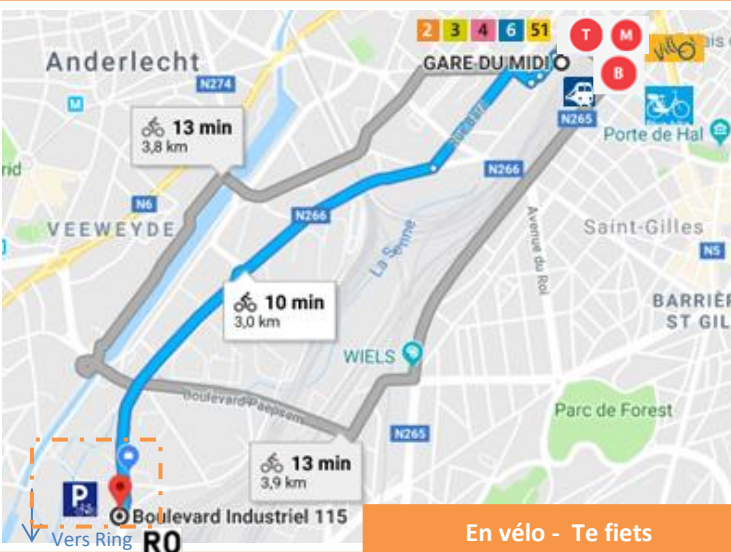 2 3 4 6 51
T M
B
villo
Anderlecht
GARE DU MIDI
N274
M
N265
Porte de Hal
13 min
3,8 km
N6
N266
N266
VEEWEYDE
La Senne
Avenue du Roi
Saint-Gilles
N5
10 min
3,0 km
BARRIÈR
ST GIL
WIELS
Boulevard Paepsem
Parc de Forest
N265
13 min
3,9 km
P
Boulevard Industriel 115
Vers Ring R0
En vélo - Te fiets